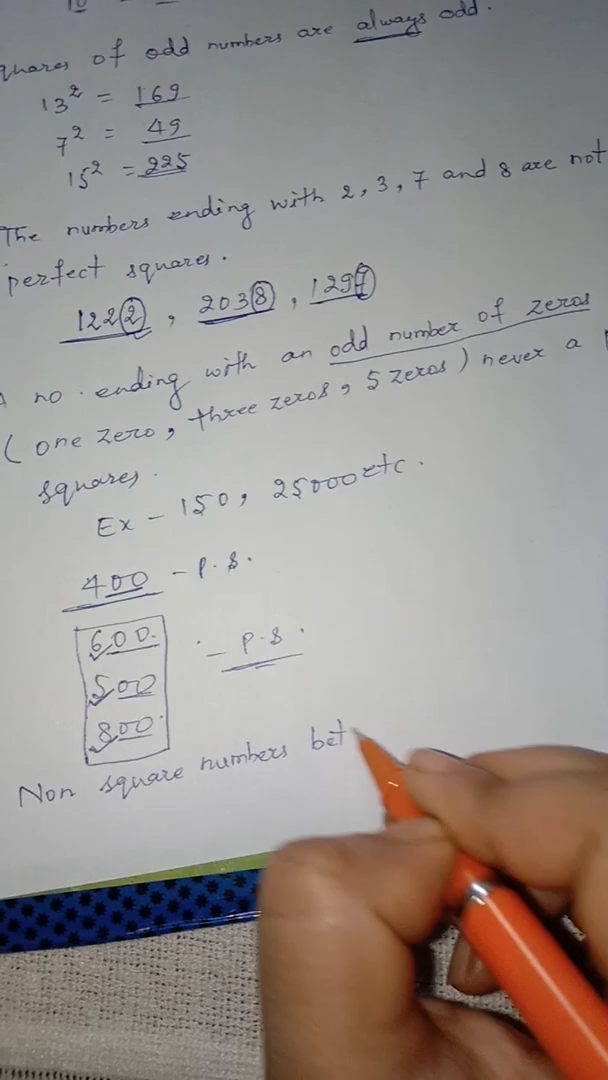 quares of odd numbers are always odd.
13² = 169
7² = 49
15² = 225
The numbers ending with 2, 3, 7 and 8 are not
perfect squares.
1222, 2038, 1297
no. ending with an odd number of zeros
(one zero, three zeros, 5 zeros) never a
squares.
Ex - 150, 25000 etc.
400 - P.S.
600. - P.S.
500
800.
Non square numbers bet